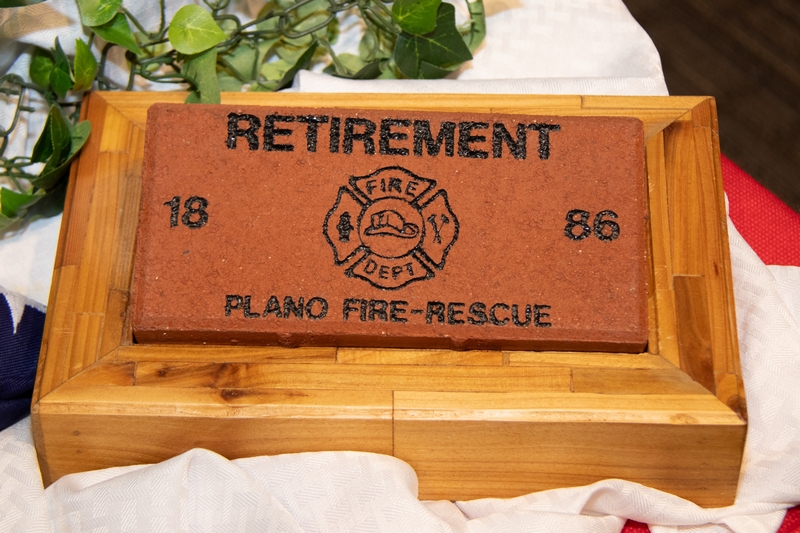 RETIREMENT
FIRE
18 86
DEPT
PLANO FIRE-RESCUE